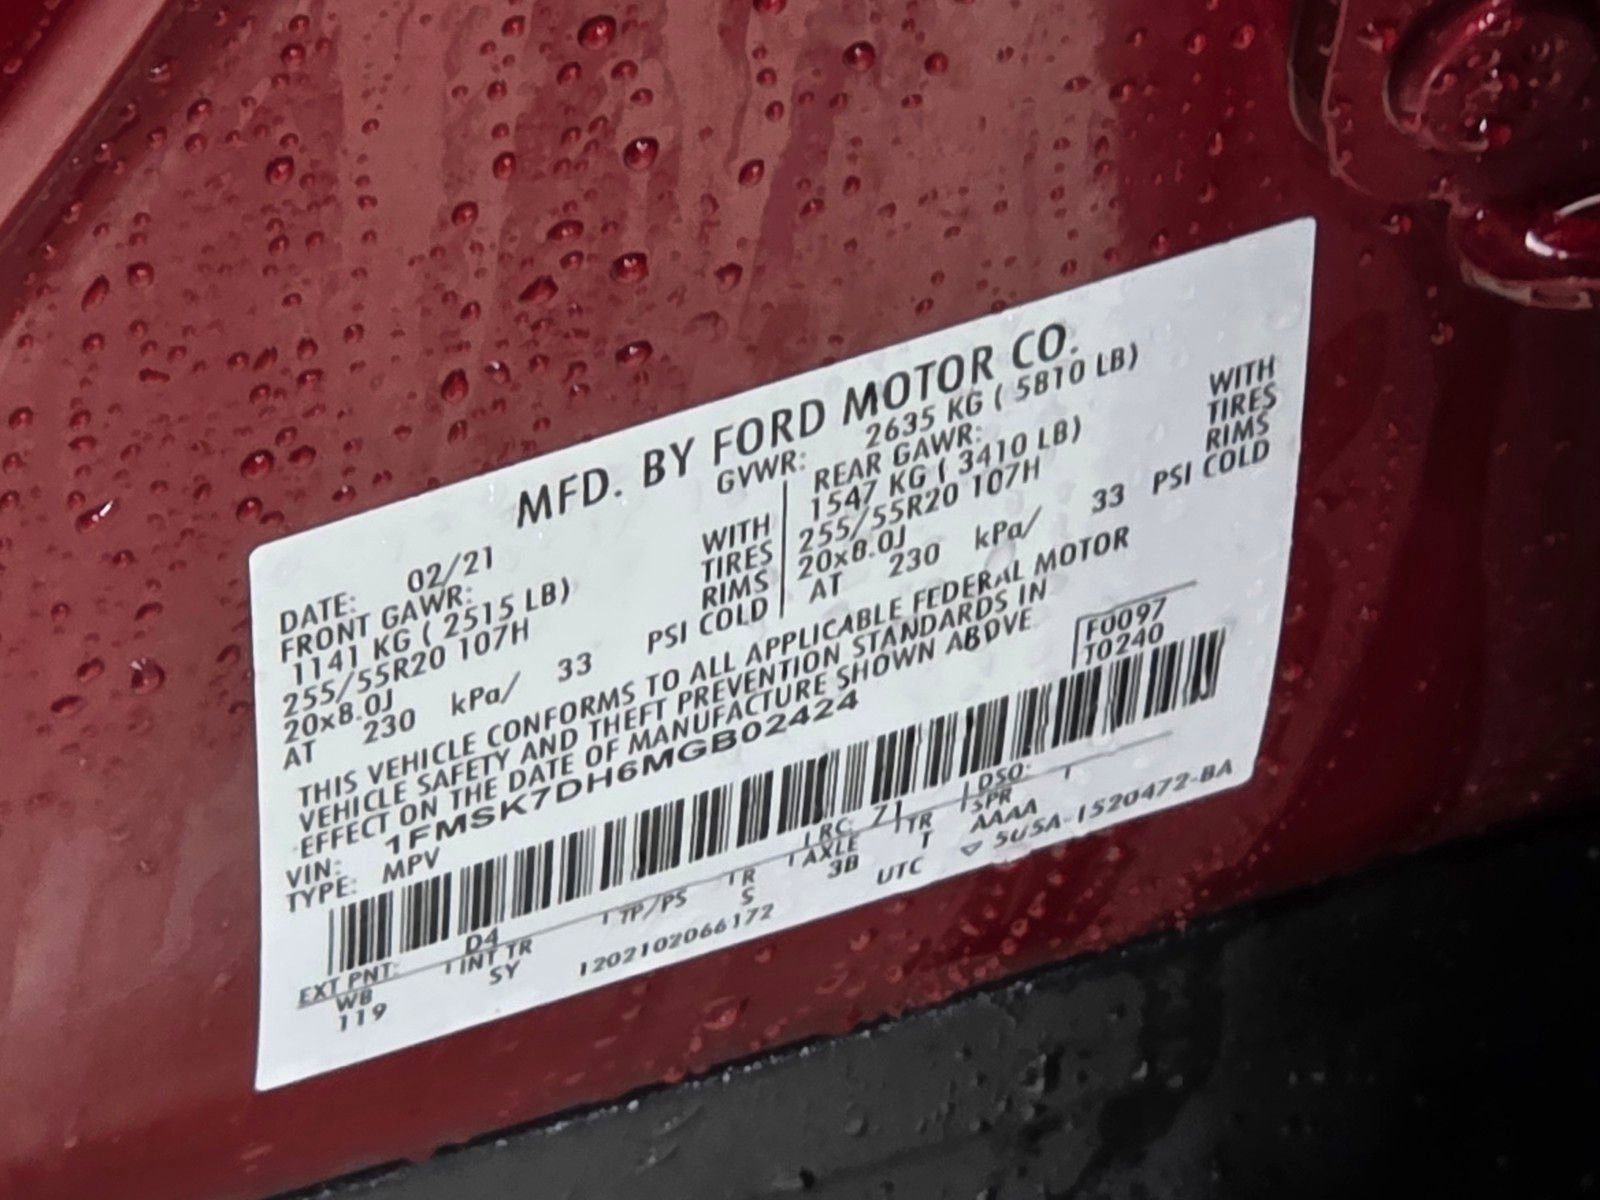 MFD. BY FORD MOTOR CO.
DATE: 02/21 GVWR: 2635 KG ( 5810 LB)
FRONT GAWR: REAR GAWR:
1141 KG ( 2515 LB) WITH 1547 KG ( 3410 LB) WITH
255/55R20 107H TIRES 255/55R20 107H TIRES
20x8.0J RIMS 20x8.0J RIMS
AT 230 kPa/ 33 PSI COLD AT 230 kPa/ 33 PSI COLD
THIS VEHICLE CONFORMS TO ALL APPLICABLE FEDERAL MOTOR
VEHICLE SAFETY AND THEFT PREVENTION STANDARDS IN
EFFECT ON THE DATE OF MANUFACTURE SHOWN ABOVE
VIN: 1FMSK7DH6MGB02424 F0097
TYPE: MPV T0240
EXT PNT: D4 RC: 71 DSO:
WB INT TR TP/PS R AXLE TR SPR
119 SY S 3B T AAAA
1202102066172 UTC ▽ 5U5A-1520472-BA